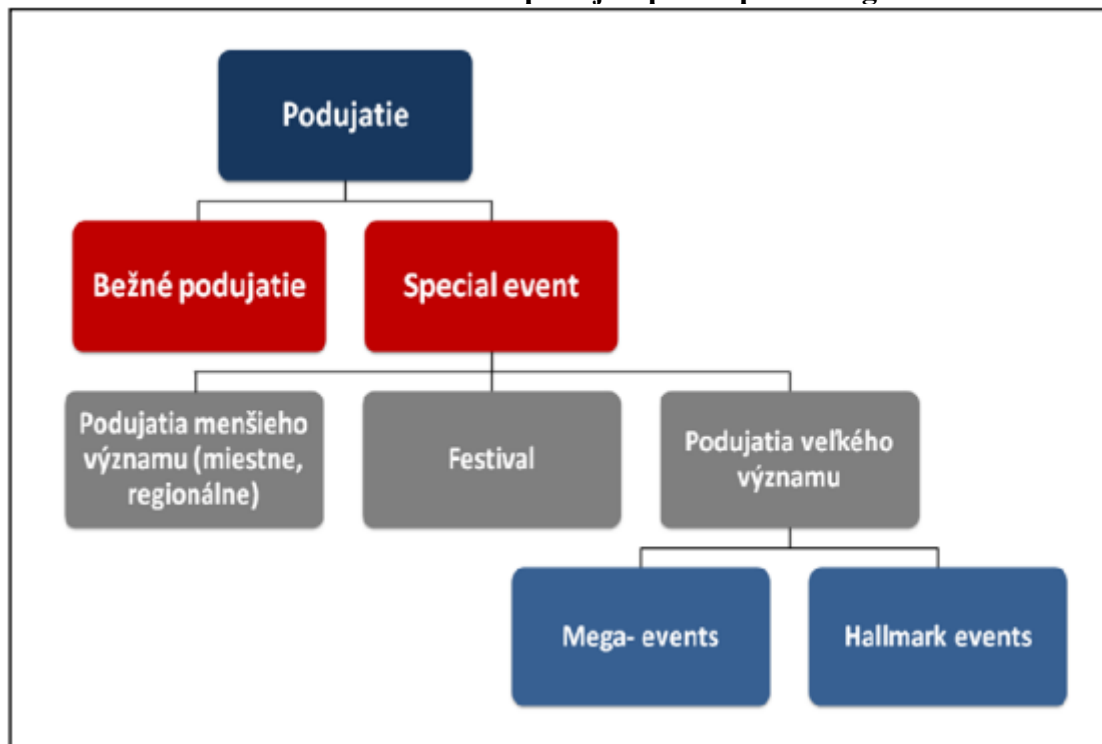 Podujatie
Bežné podujatie
Special event
Podujatia menšieho
významu (miestne,
regionálne)
Festival
Podujatia veľkého
významu
Mega- events
Hallmark events